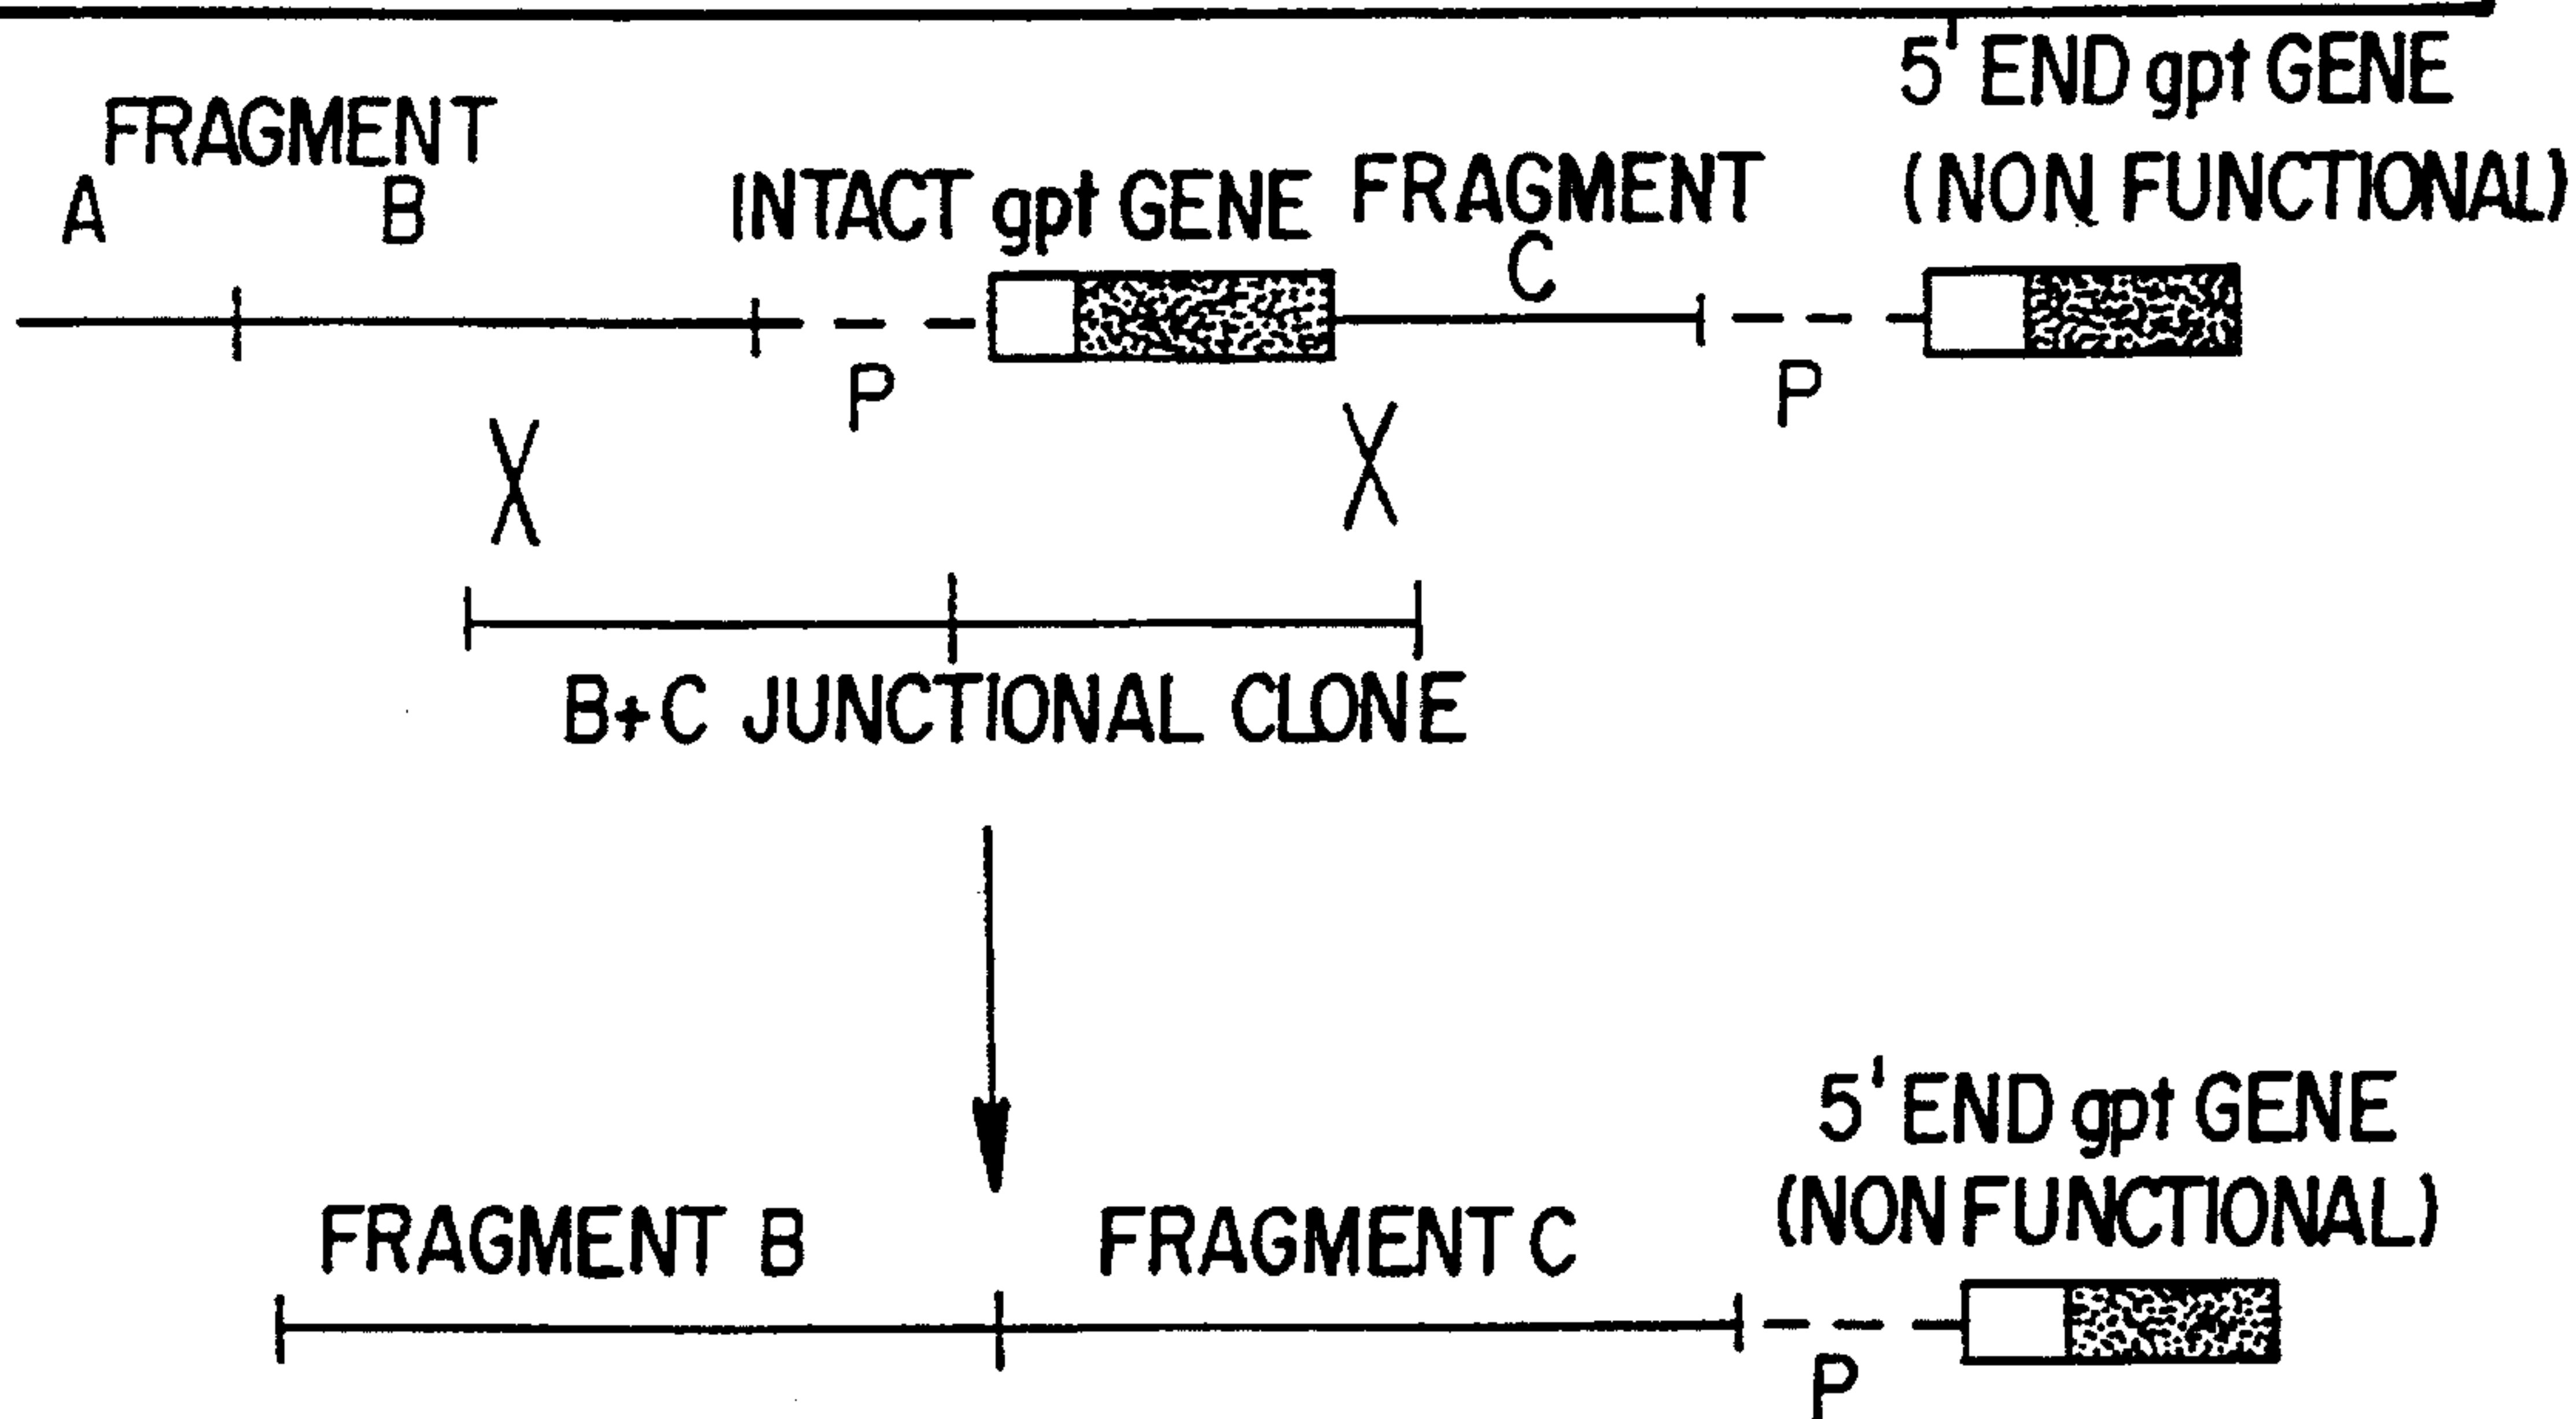 5' END gpt GENE
(NON FUNCTIONAL)
FRAGMENT
A B
INTACT gpt GENE
FRAGMENT
C
P
P
X X
B+C JUNCTIONAL CLONE
5' END gpt GENE
(NON FUNCTIONAL)
FRAGMENT B FRAGMENT C
P